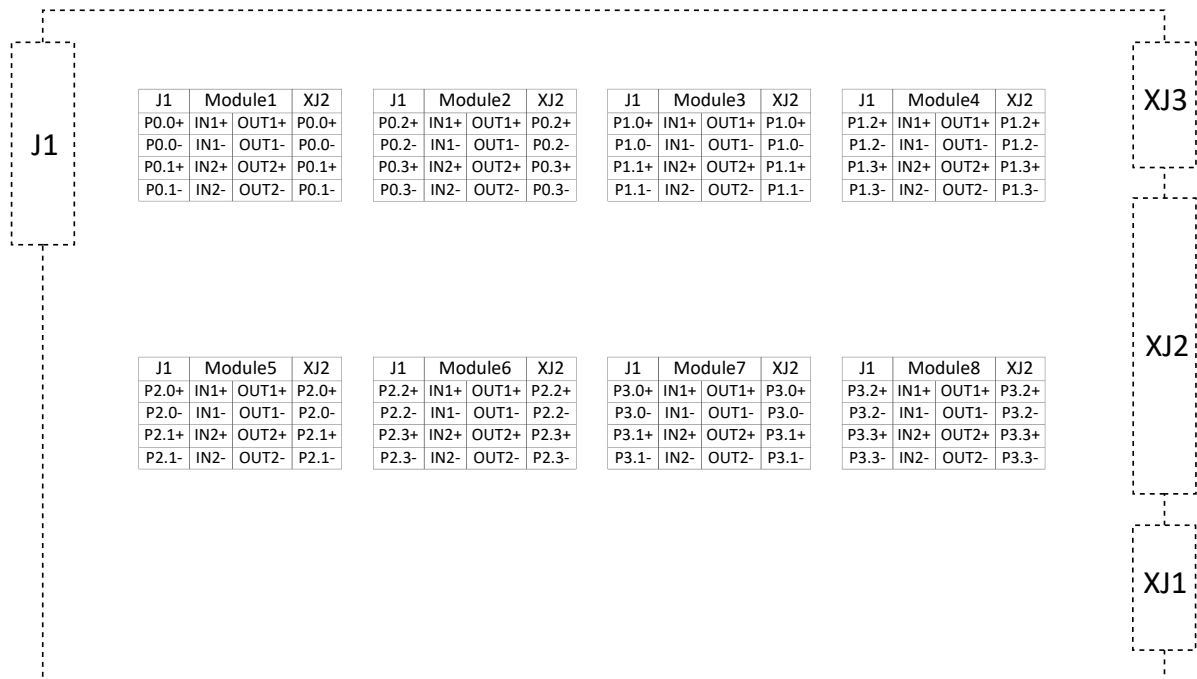 J1
XJ3
XJ2
XJ1
J1 Module1 XJ2
P0.0+ IN1+ OUT1+ P0.0+
P0.0- IN1- OUT1- P0.0-
P0.1+ IN2+ OUT2+ P0.1+
P0.1- IN2- OUT2- P0.1-
J1 Module2 XJ2
P0.2+ IN1+ OUT1+ P0.2+
P0.2- IN1- OUT1- P0.2-
P0.3+ IN2+ OUT2+ P0.3+
P0.3- IN2- OUT2- P0.3-
J1 Module3 XJ2
P1.0+ IN1+ OUT1+ P1.0+
P1.0- IN1- OUT1- P1.0-
P1.1+ IN2+ OUT2+ P1.1+
P1.1- IN2- OUT2- P1.1-
J1 Module4 XJ2
P1.2+ IN1+ OUT1+ P1.2+
P1.2- IN1- OUT1- P1.2-
P1.3+ IN2+ OUT2+ P1.3+
P1.3- IN2- OUT2- P1.3-
J1 Module5 XJ2
P2.0+ IN1+ OUT1+ P2.0+
P2.0- IN1- OUT1- P2.0-
P2.1+ IN2+ OUT2+ P2.1+
P2.1- IN2- OUT2- P2.1-
J1 Module6 XJ2
P2.2+ IN1+ OUT1+ P2.2+
P2.2- IN1- OUT1- P2.2-
P2.3+ IN2+ OUT2+ P2.3+
P2.3- IN2- OUT2- P2.3-
J1 Module7 XJ2
P3.0+ IN1+ OUT1+ P3.0+
P3.0- IN1- OUT1- P3.0-
P3.1+ IN2+ OUT2+ P3.1+
P3.1- IN2- OUT2- P3.1-
J1 Module8 XJ2
P3.2+ IN1+ OUT1+ P3.2+
P3.2- IN1- OUT1- P3.2-
P3.3+ IN2+ OUT2+ P3.3+
P3.3- IN2- OUT2- P3.3-